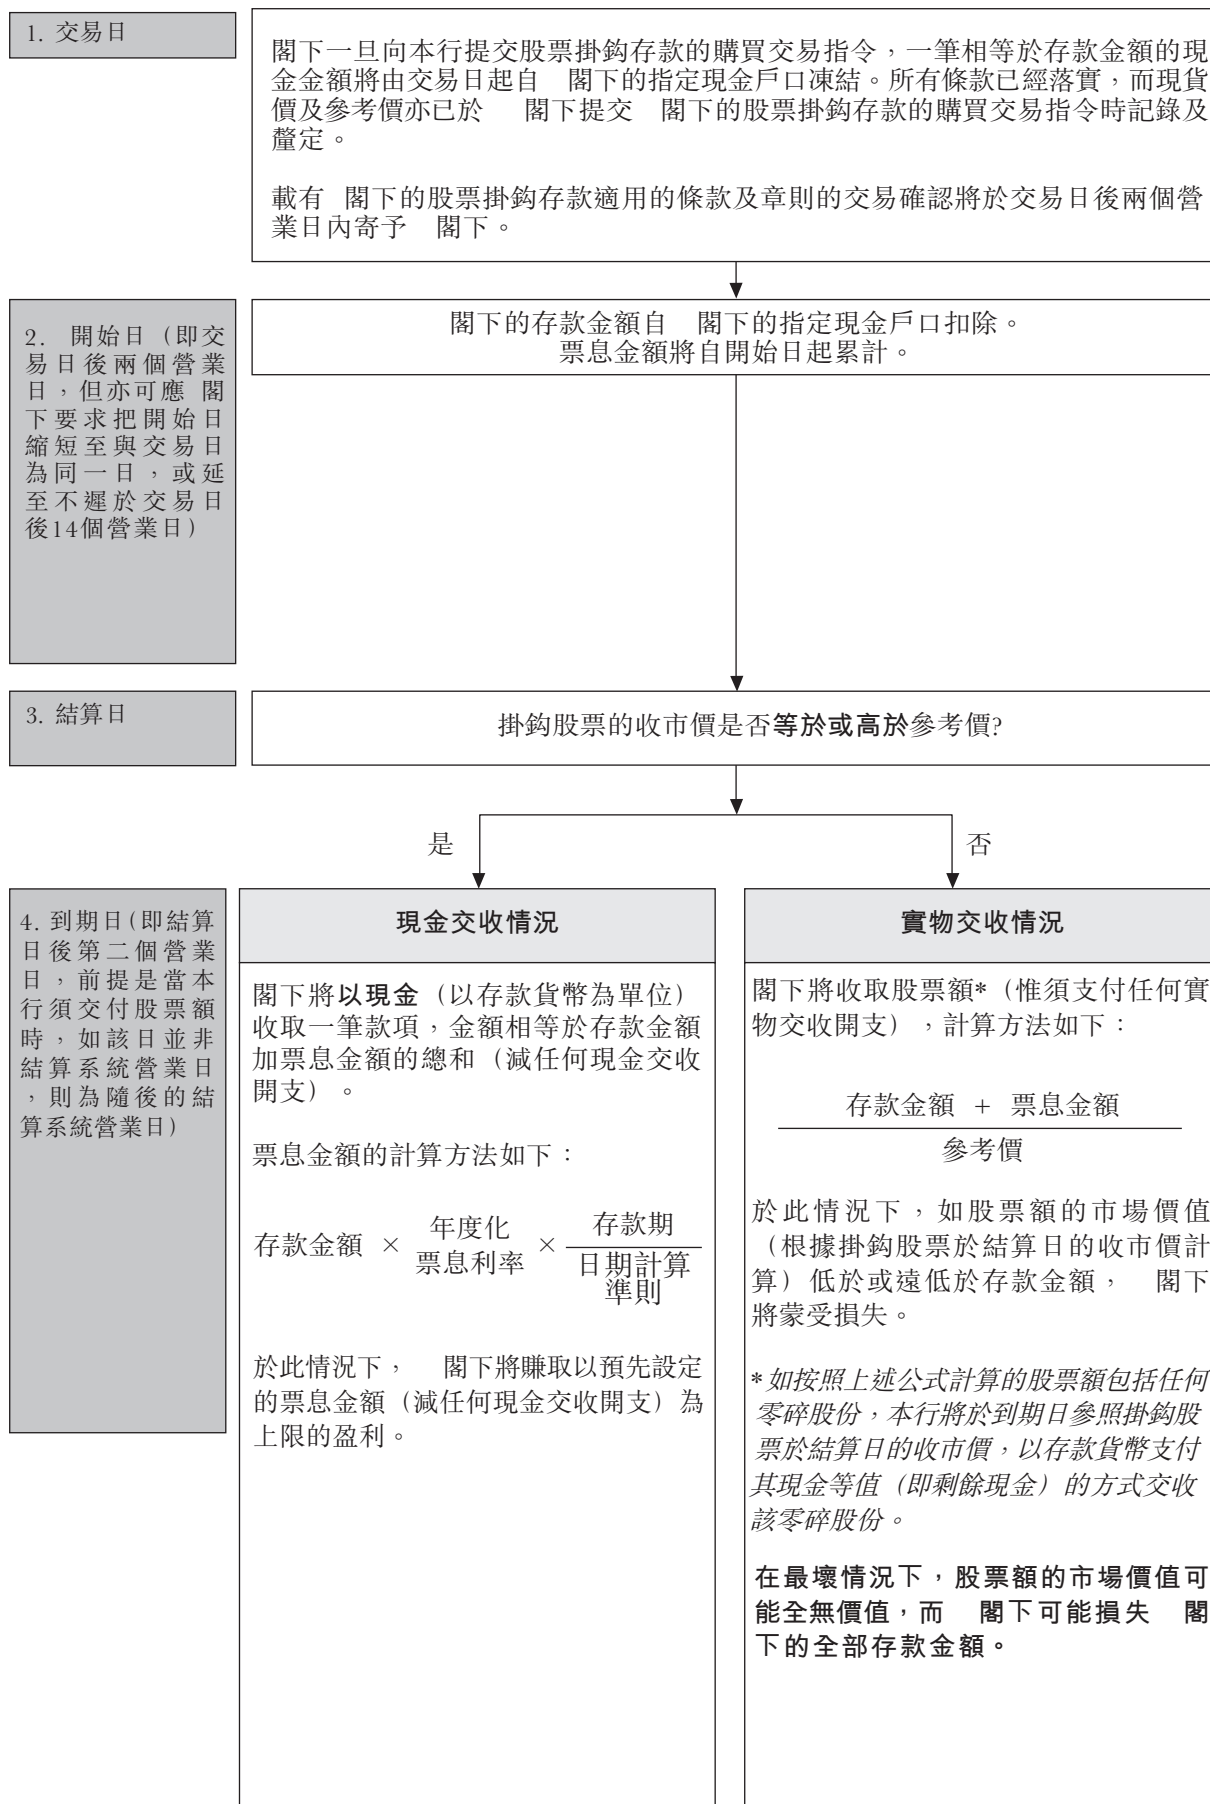 1. 交易日
閣下一旦向本行提交股票掛鈎存款的購買交易指令，一筆相等於存款金額的現
金金額將由交易日起自　閣下的指定現金戶口凍結。所有條款已經落實，而現貨
價及參考價亦已於　閣下提交　閣下的股票掛鈎存款的購買交易指令時記錄及
釐定。
載有　閣下的股票掛鈎存款適用的條款及章則的交易確認將於交易日後兩個營
業日內寄予　閣下。
2. 開始日（即交
易日後兩個營業
日，但亦可應 閣
下要求把開始日
縮短至與交易日
為同一日，或延
至不遲於交易日
後14個營業日）
閣下的存款金額自　閣下的指定現金戶口扣除。
票息金額將自開始日起累計。
3. 結算日
掛鈎股票的收市價是否等於或高於參考價?
是
否
4. 到期日(即結算
日後第二個營業
日，前提是當本
行須交付股票額
時，如該日並非
結算系統營業日
，則為隨後的結
算系統營業日）
現金交收情況
閣下將以現金（以存款貨幣為單位）
收取一筆款項，金額相等於存款金額
加票息金額的總和（減任何現金交收
開支）。
票息金額的計算方法如下：
存款金額 × 年度化 票息利率 × 存款期
日期計算
準則
於此情況下，　閣下將賺取以預先設定
的票息金額（減任何現金交收開支）為
上限的盈利。
實物交收情況
閣下將收取股票額*（惟須支付任何實
物交收開支），計算方法如下：
存款金額 + 票息金額
參考價
於此情況下，如股票額的市場價值
（根據掛鈎股票於結算日的收市價計
算）低於或遠低於存款金額，　閣下
將蒙受損失。
*如按照上述公式計算的股票額包括任何
零碎股份，本行將於到期日參照掛鈎股
票於結算日的收市價，以存款貨幣支付
其現金等值（即剩餘現金）的方式交收
該零碎股份。
在最壞情況下，股票額的市場價值可
能全無價值，而　閣下可能損失　閣
下的全部存款金額。